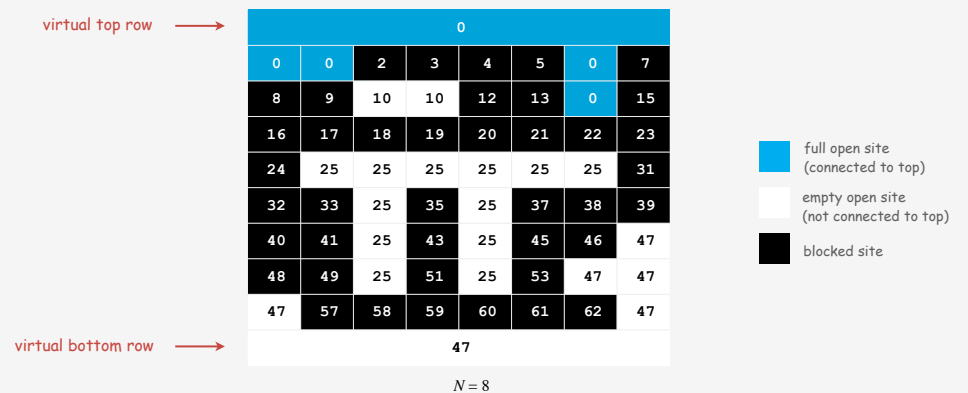 virtual top row
0
0 0 2 3 4 5 0 7
8 9 10 10 12 13 0 15
16 17 18 19 20 21 22 23
24 25 25 25 25 25 25 31
32 33 25 35 25 37 38 39
40 41 25 43 25 45 46 47
48 49 25 51 25 53 47 47
47 57 58 59 60 61 62 47
virtual bottom row
47
N = 8
full open site
(connected to top)
empty open site
(not connected to top)
blocked site